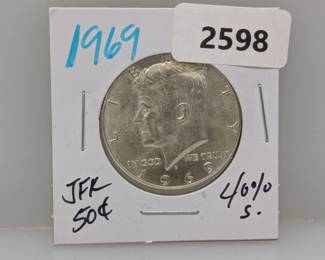 1969
2598
LIBERTY
IN GOD WE TRUST
1969
JFK
50¢
40%
S.